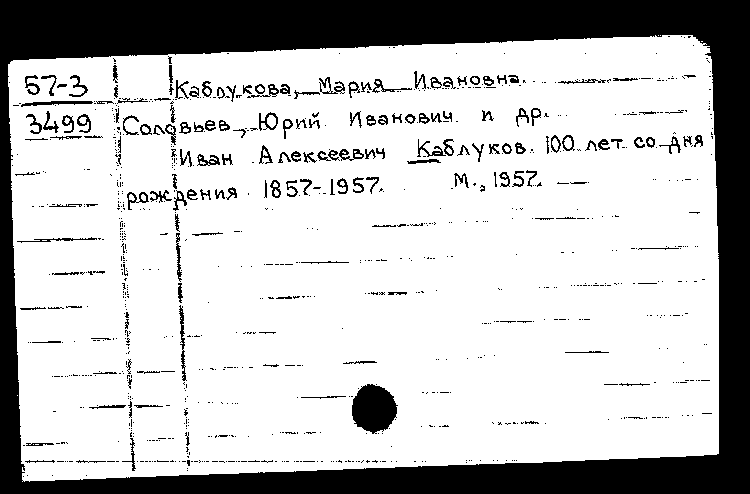 57-3 Каблукова, Мария Ивановна.
3499 Соловьев, Юрий Иванович и др.
Иван Алексеевич Каблуков. 100 лет со дня
рождения 1857-1957. М., 1957.